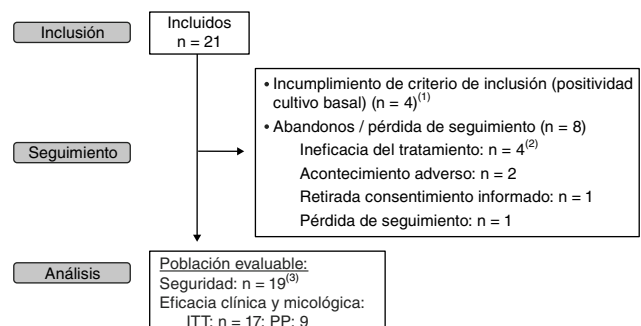 Inclusión
Incluidos
n = 21
Seguimiento
• Incumplimiento de criterio de inclusión (positividad
cultivo basal) (n = 4)(1)
• Abandonos / pérdida de seguimiento (n = 8)
Ineficacia del tratamiento: n = 4(2)
Acontecimiento adverso: n = 2
Retirada consentimiento informado: n = 1
Pérdida de seguimiento: n = 1
Análisis
Población evaluable:
Seguridad: n = 19(3)
Eficacia clínica y micológica:
ITT: n = 17; PP: 9